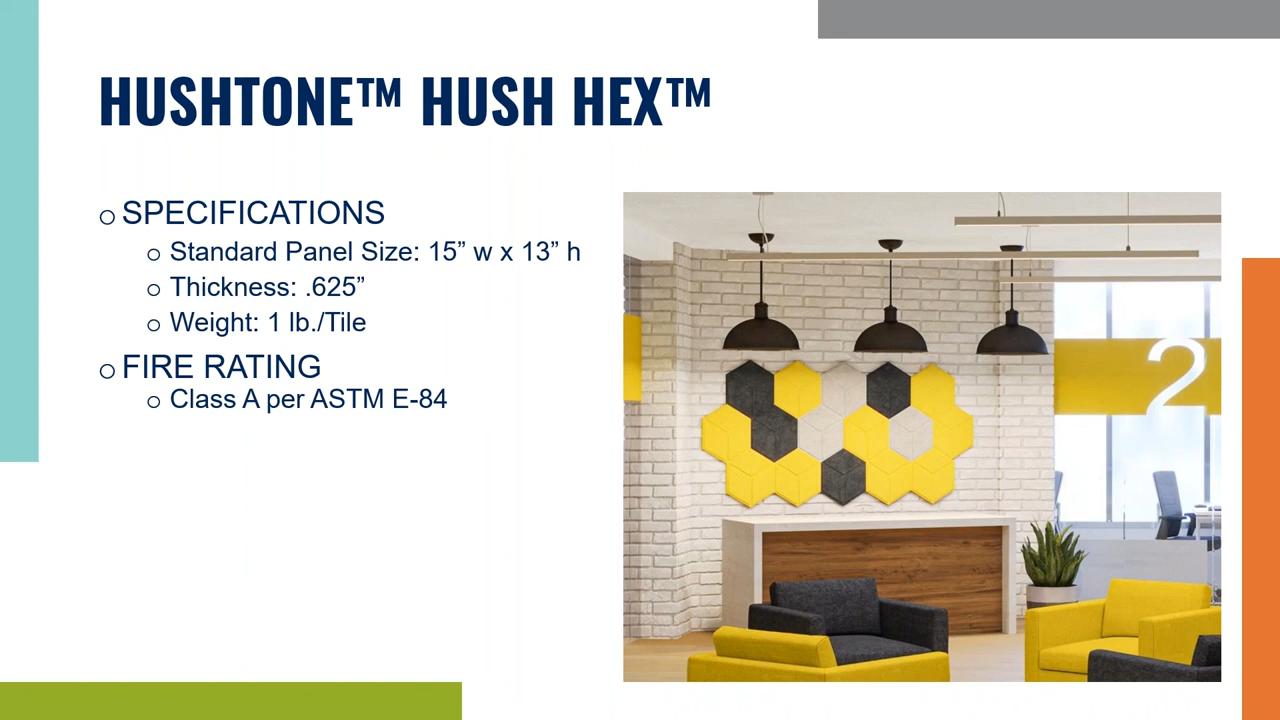 HUSHTONE™ HUSH HEX™
SPECIFICATIONS
Standard Panel Size: 15” w x 13” h
Thickness: .625”
Weight: 1 lb./Tile
FIRE RATING
Class A per ASTM E-84
2